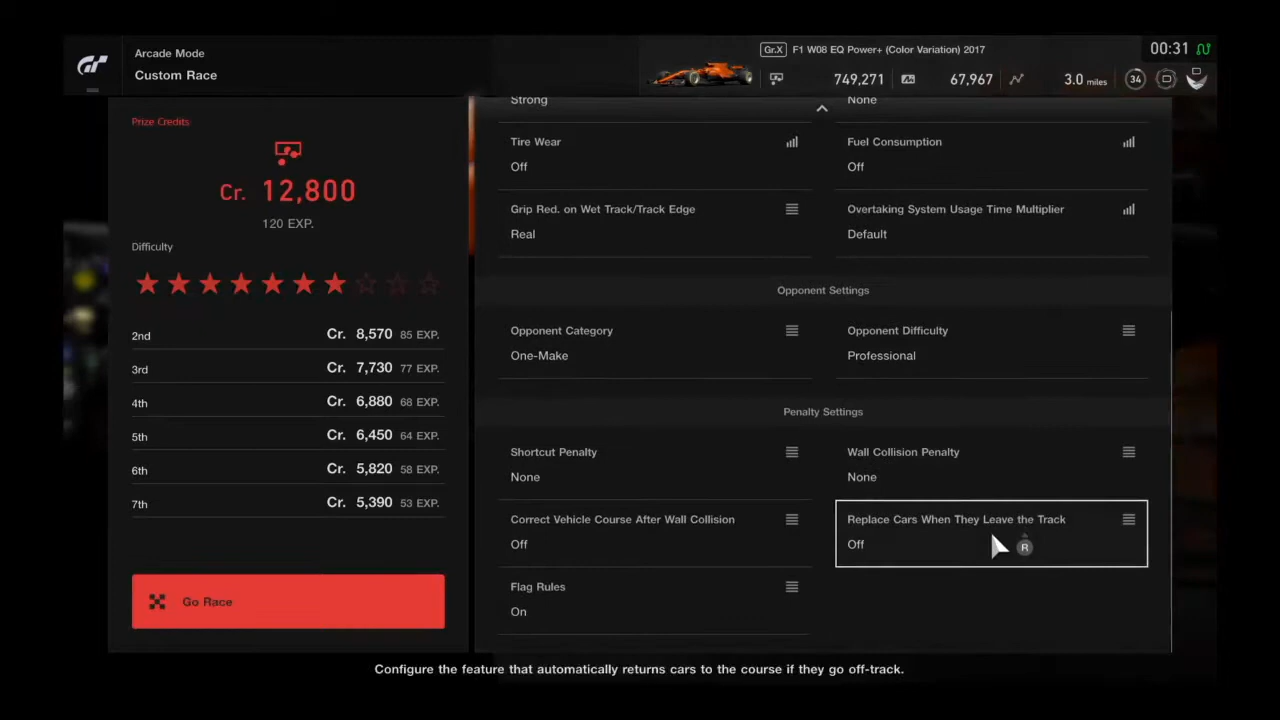 Arcade Mode
Custom Race
Gr.X F1 W08 EQ Power+ (Color Variation) 2017
749,271 67,967 3.0 miles 34
00:31
Prize Credits
Cr. 12,800
120 EXP.
Difficulty
2nd Cr. 8,570 85 EXP.
3rd Cr. 7,730 77 EXP.
4th Cr. 6,880 68 EXP.
5th Cr. 6,450 64 EXP.
6th Cr. 5,820 58 EXP.
7th Cr. 5,390 53 EXP.
Go Race
Strong None
Tire Wear Fuel Consumption
Off Off
Grip Red. on Wet Track/Track Edge Overtaking System Usage Time Multiplier
Real Default
Opponent Settings
Opponent Category Opponent Difficulty
One-Make Professional
Penalty Settings
Shortcut Penalty Wall Collision Penalty
None None
Correct Vehicle Course After Wall Collision Replace Cars When They Leave the Track
Off Off
R
Flag Rules
On
Configure the feature that automatically returns cars to the course if they go off-track.